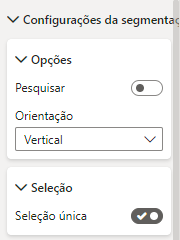 Configurações da segmentaç
Opções
Pesquisar
Orientação
Vertical
Seleção
Seleção única